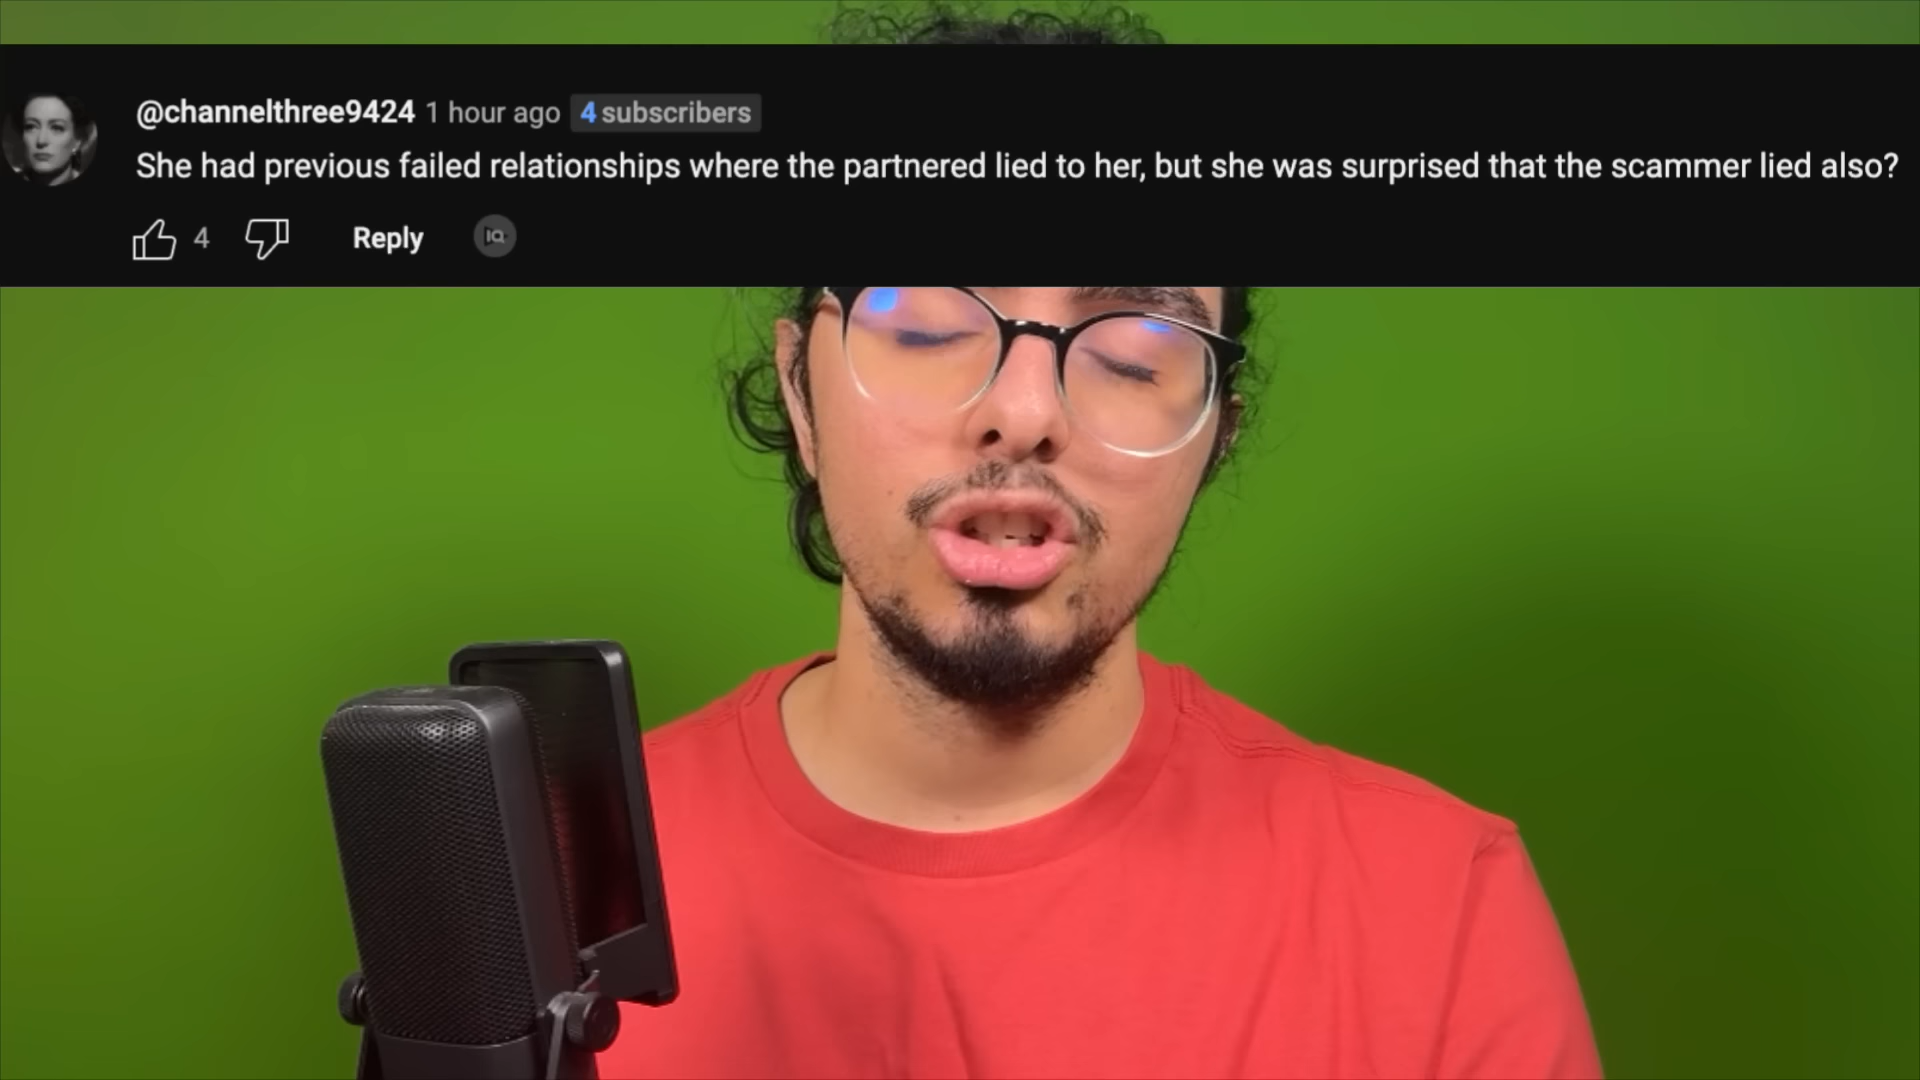 @channelthree9424 1 hour ago 4 subscribers
She had previous failed relationships where the partnered lied to her, but she was surprised that the scammer lied also?
4 Reply IQ